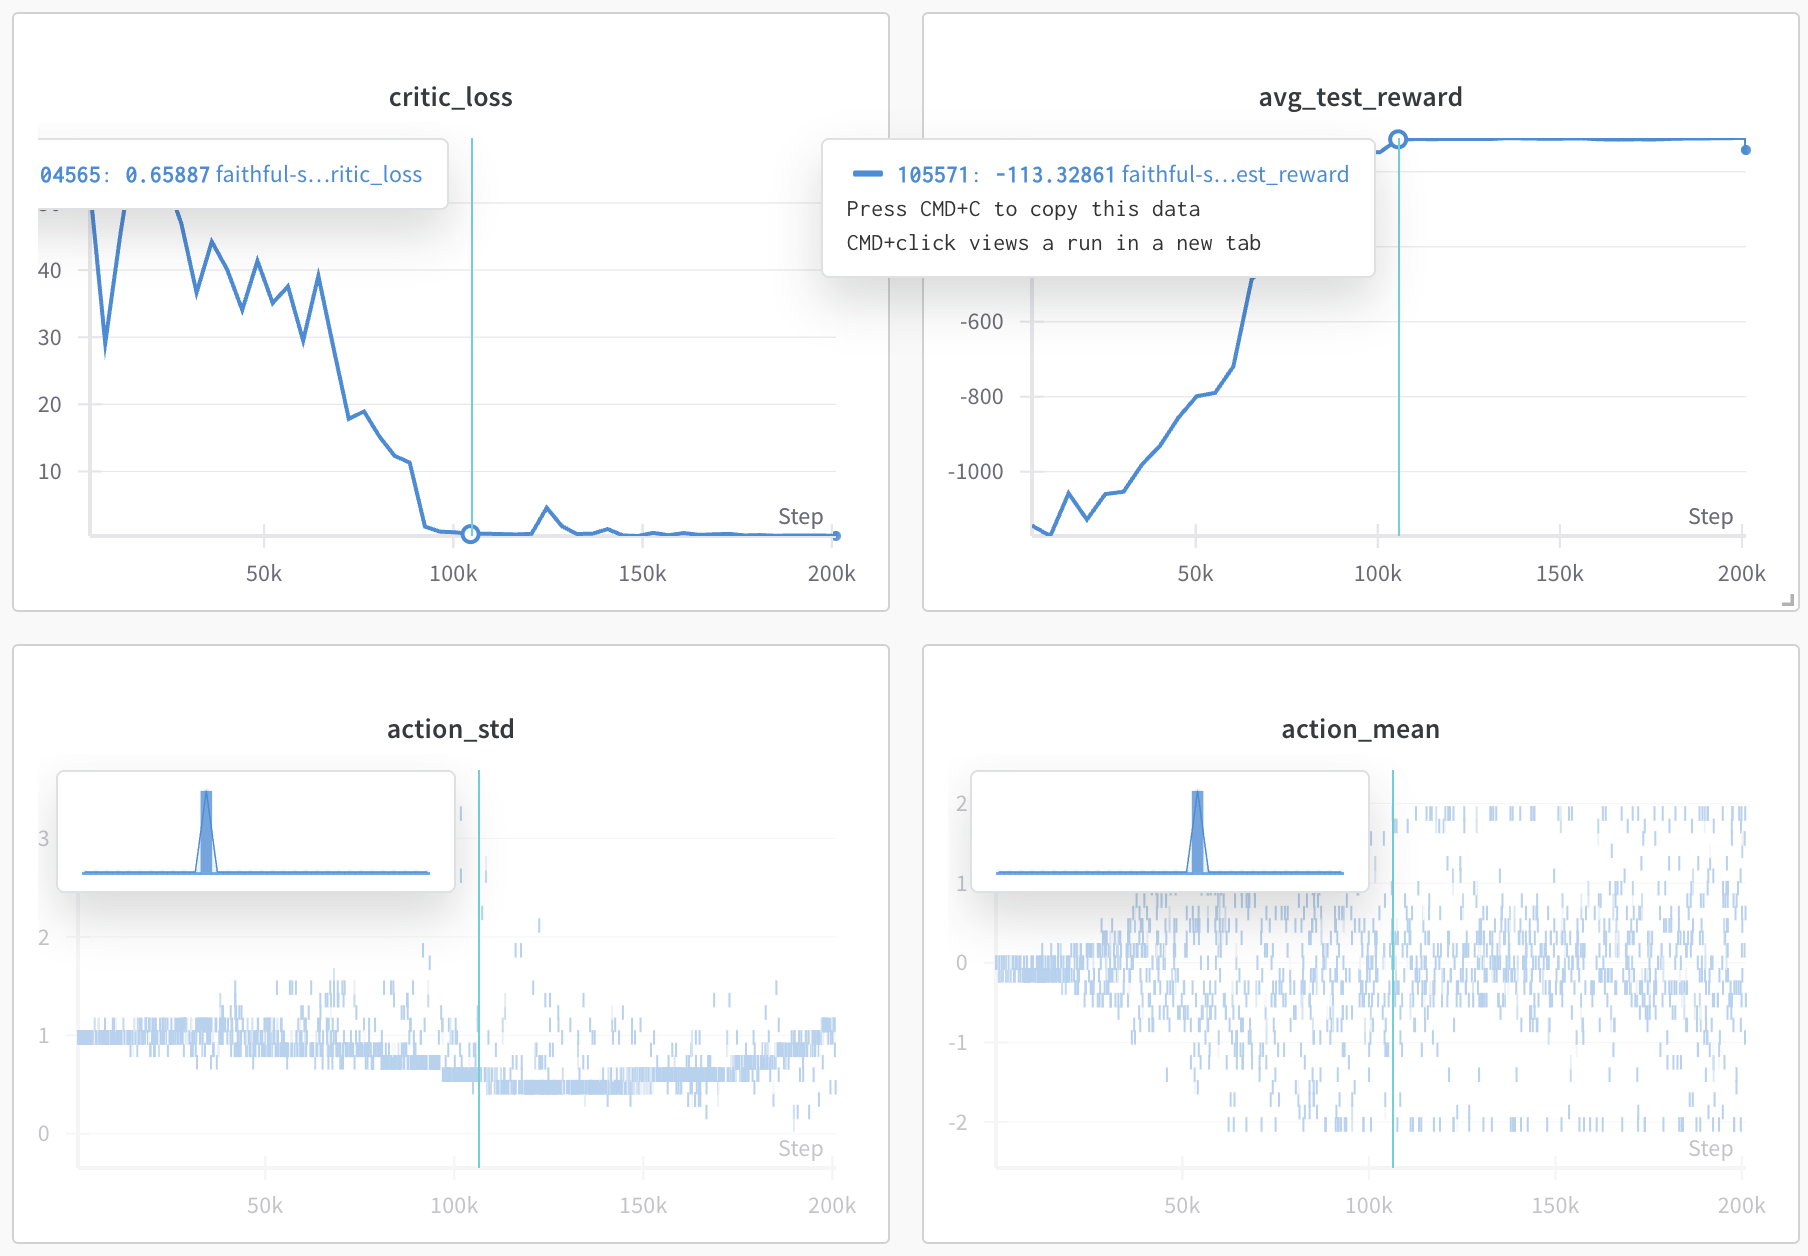 critic_loss
04565: 0.65887 faithful-s...ritic_loss
40
30
20
10
Step
50k
100k
150k
200k
avg_test_reward
105571: -113.32861 faithful-s...est_reward
Press CMD+C to copy this data
CMD+click views a run in a new tab
-600
-800
-1000
Step
50k
100k
150k
200k
action_std
3
2
1
0
Step
50k
100k
150k
200k
action_mean
2
1
0
-1
-2
Step
50k
100k
150k
200k